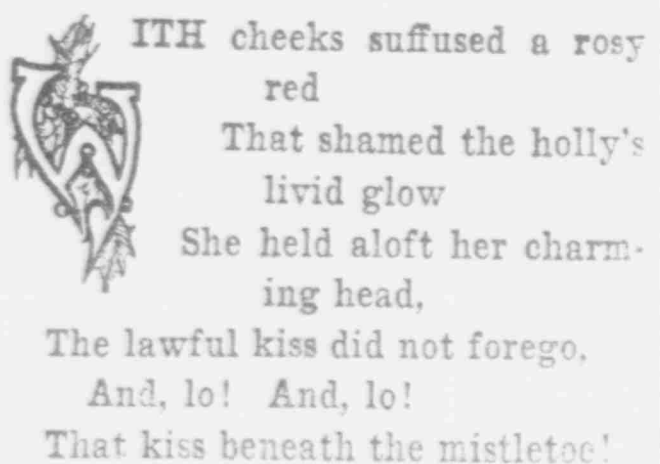 WITH cheeks suffused a rosy
red
That shamed the holly's
livid glow
She held aloft her charm-
ing head,
The lawful kiss did not forego.
And, lo! And, lo!
That kiss beneath the mistletoe!